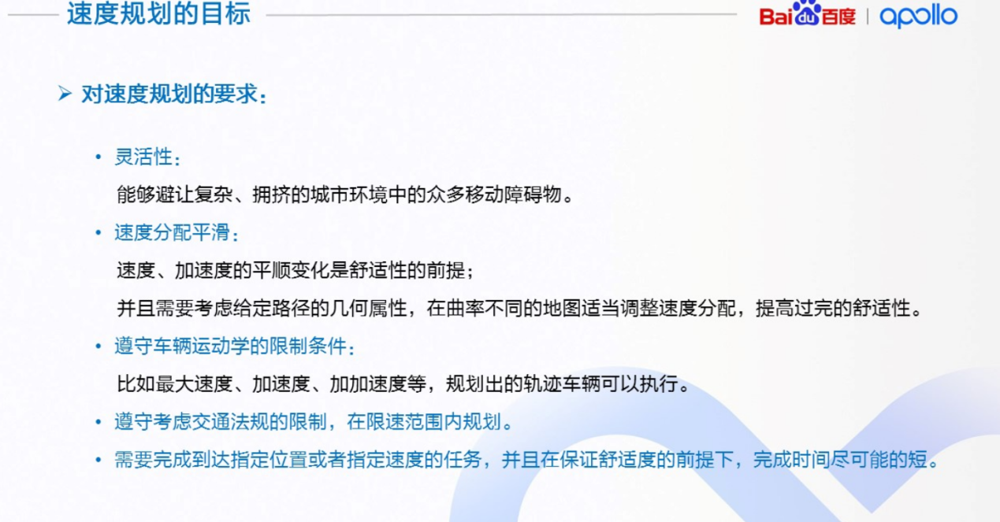 速度规划的目标
Bai du 百度 | apollo
➢ 对速度规划的要求：
• 灵活性：
能够避让复杂、拥挤的城市环境中的众多移动障碍物。
• 速度分配平滑：
速度、加速度的平顺变化是舒适性的前提；
并且需要考虑给定路径的几何属性，在曲率不同的地图适当调整速度分配，提高过完的舒适性。
• 遵守车辆运动学的限制条件：
比如最大速度、加速度、加加速度等，规划出的轨迹车辆可以执行。
• 遵守考虑交通法规的限制，在限速范围内规划。
• 需要完成到达指定位置或者指定速度的任务，并且在保证舒适度的前提下，完成时间尽可能的短。